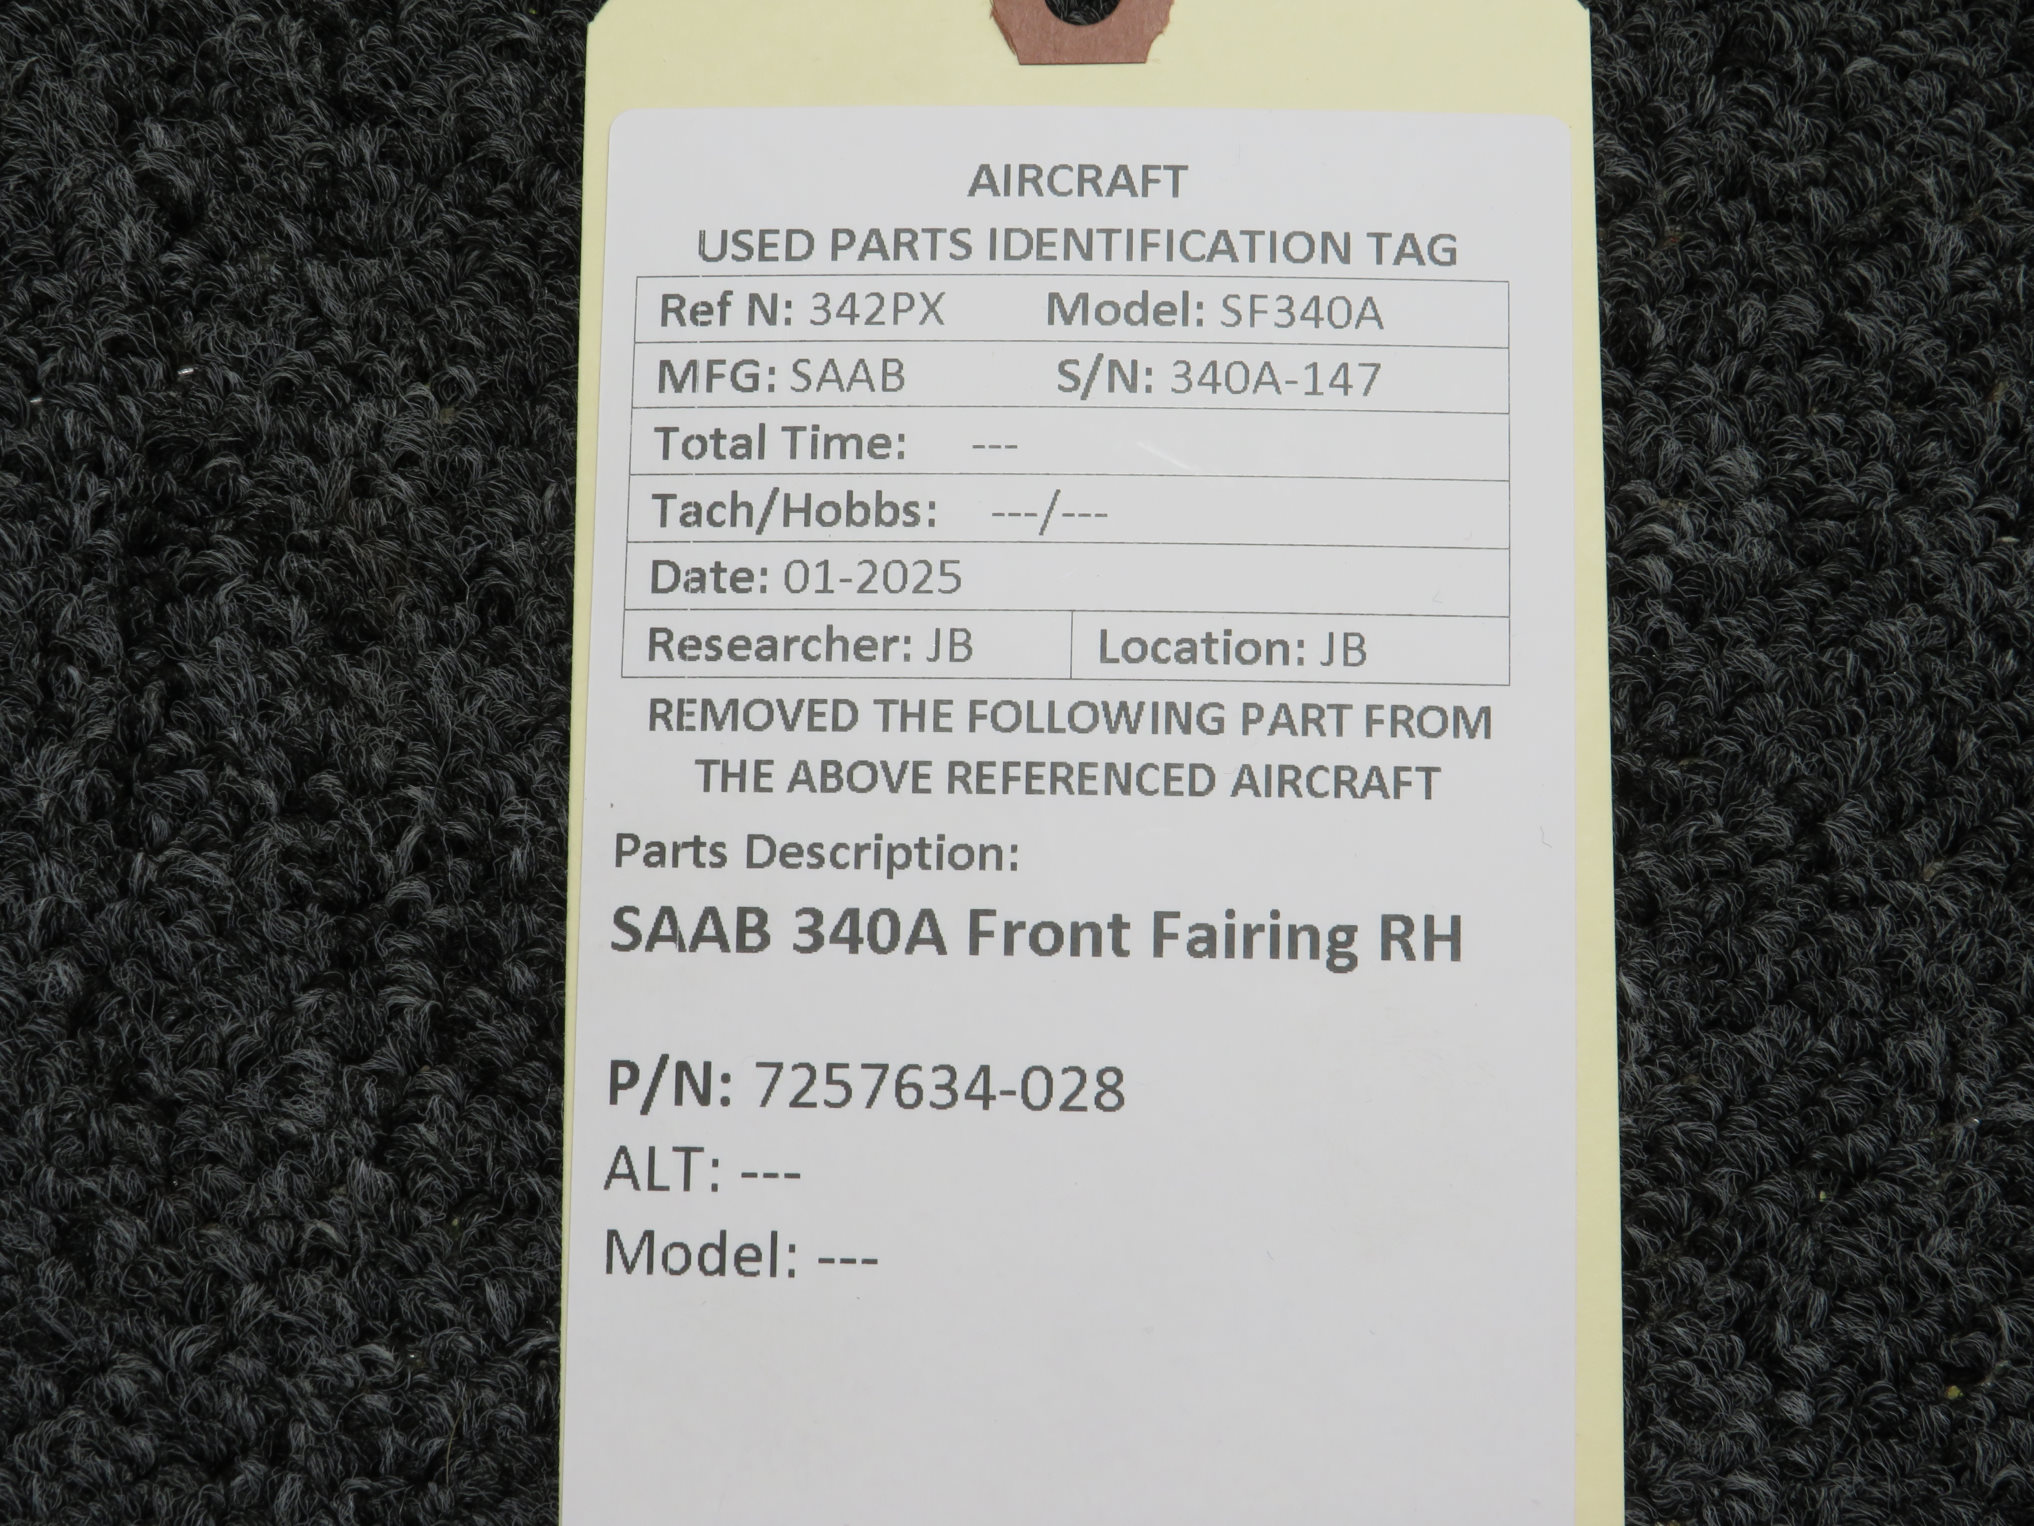 AIRCRAFT
USED PARTS IDENTIFICATION TAG
Ref N: 342PX Model: SF340A
MFG: SAAB S/N: 340A-147
Total Time: ---
Tach/Hobbs: ---/---
Date: 01-2025
Researcher: JB Location: JB
REMOVED THE FOLLOWING PART FROM
THE ABOVE REFERENCED AIRCRAFT
Parts Description:
SAAB 340A Front Fairing RH
P/N: 7257634-028
ALT: ---
Model: ---